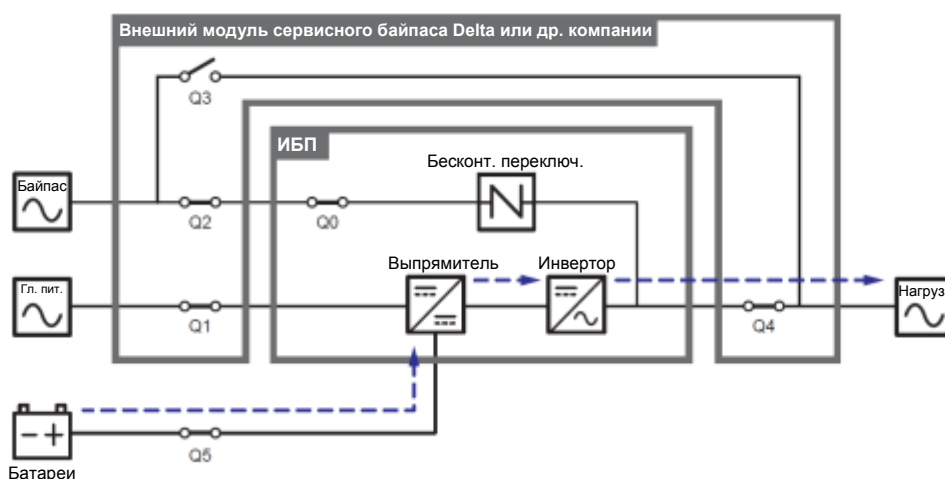 Внешний модуль сервисного байпаса Delta или др. компании
Q3
ИБП
Бесконт. переключ.
Байпас
Q2
Q0
Выпрямитель
Инвертор
Гл. пит.
Нагруз
Q1
Q4
Q5
Батареи